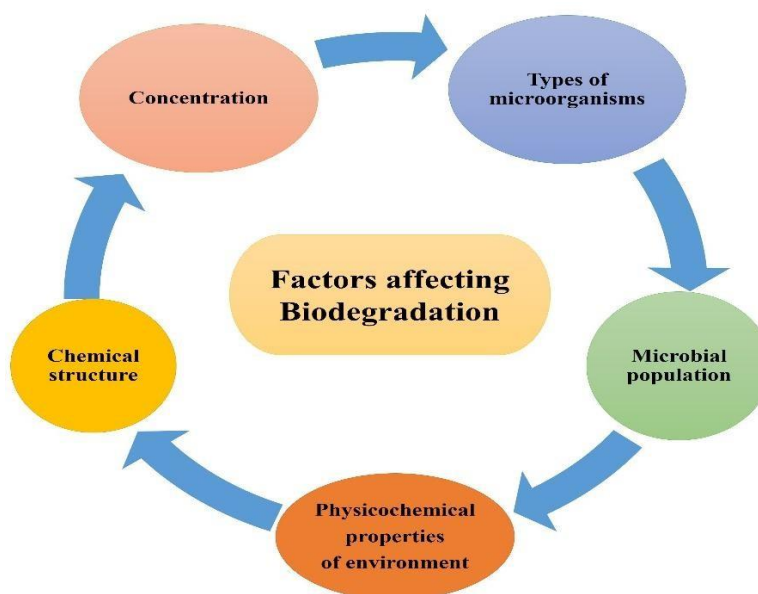 Concentration
Types of
microorganisms
Factors affecting
Biodegradation
Chemical
structure
Microbial
population
Physicochemical
properties
of environment